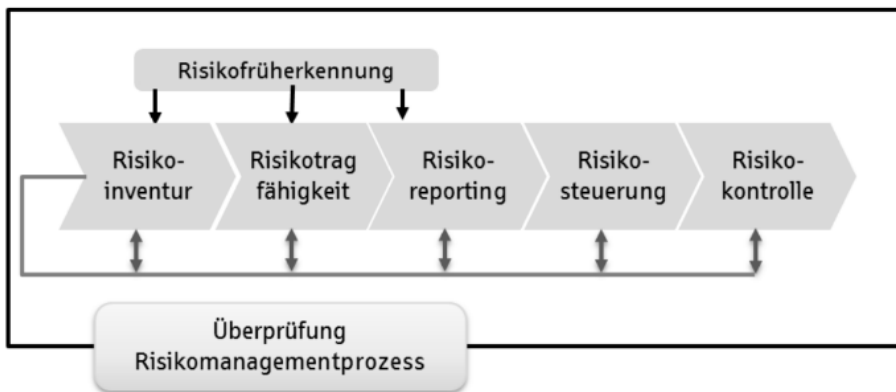 Risikofrüherkennung
Risiko-
inventur
Risikotrag
fähigkeit
Risiko-
reporting
Risiko-
steuerung
Risiko-
kontrolle
Überprüfung
Risikomanagementprozess